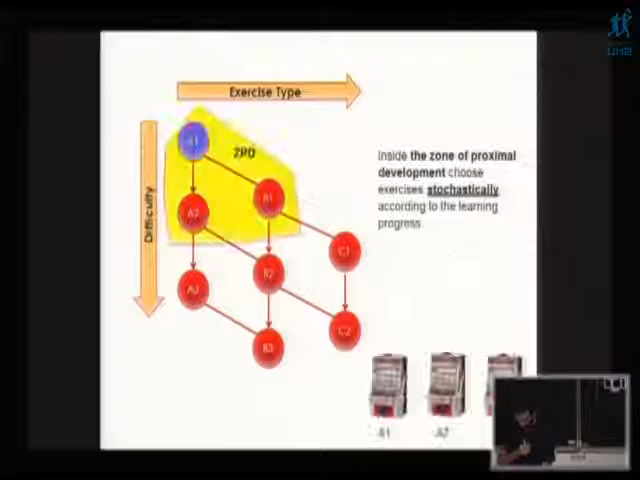 Exercise Type
ZPD
Difficulty
A1
A2
B1
C1
A3
B2
C2
B3
Inside the zone of proximal
development choose
exercises stochastically
according to the learning
progress
A1
A2